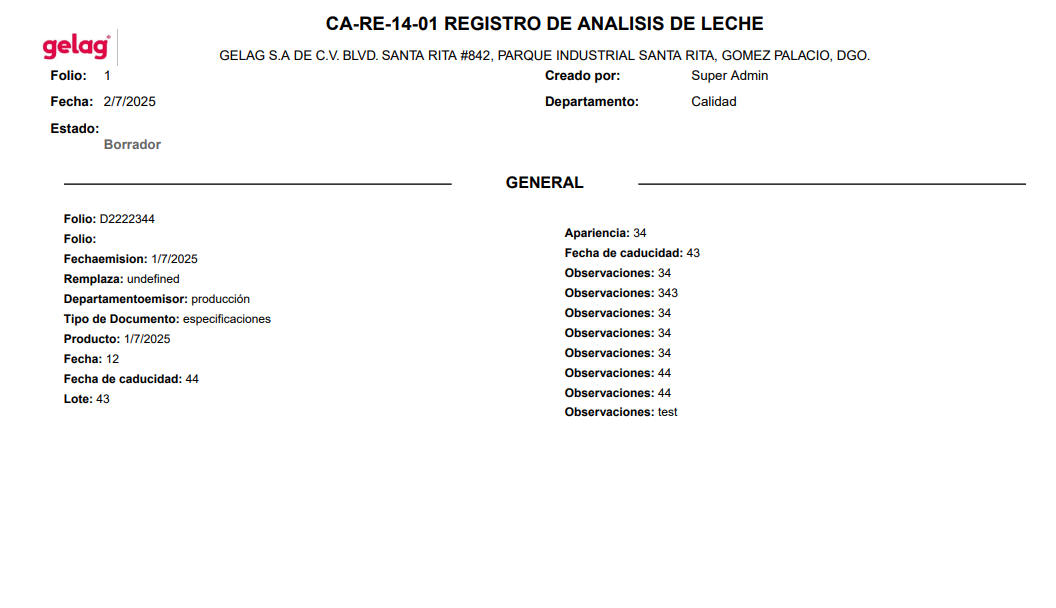 CA-RE-14-01 REGISTRO DE ANALISIS DE LECHE
gelag
GELAG S.A DE C.V. BLVD. SANTA RITA #842, PARQUE INDUSTRIAL SANTA RITA, GOMEZ PALACIO, DGO.
Folio: 1
Creado por: Super Admin
Fecha: 2/7/2025
Departamento: Calidad
Estado:
Borrador
GENERAL
Folio: D2222344
Folio:
Fechaemision: 1/7/2025
Remplaza: undefined
Departamentoemisor: producción
Tipo de Documento: especificaciones
Producto: 1/7/2025
Fecha: 12
Fecha de caducidad: 44
Lote: 43
Apariencia: 34
Fecha de caducidad: 43
Observaciones: 34
Observaciones: 343
Observaciones: 34
Observaciones: 34
Observaciones: 34
Observaciones: 44
Observaciones: 44
Observaciones: test